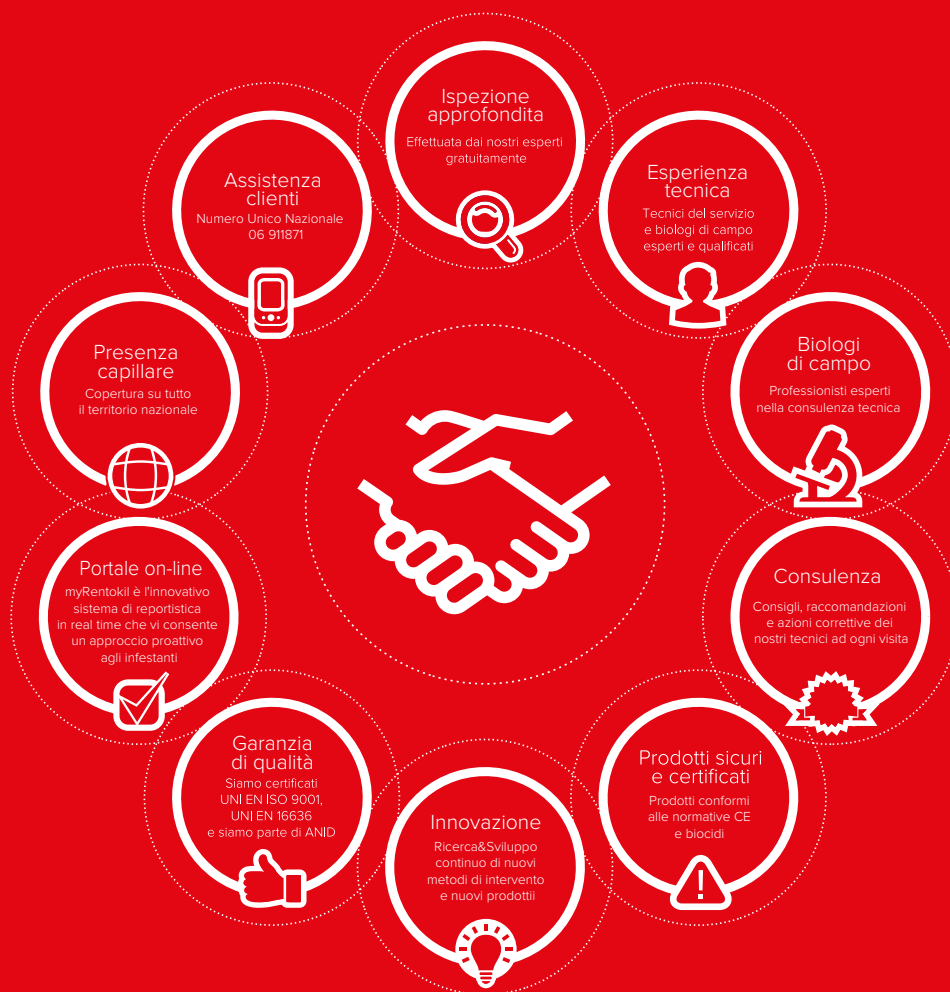 Ispezione
approfondita
Effettuata dai nostri esperti
gratuitamente
Esperienza
tecnica
Tecnici del servizio
e biologi di campo
esperti e qualificati
Biologi
di campo
Professionisti esperti
nella consulenza tecnica
Consulenza
Consigli, raccomandazioni
e azioni correttive dei
nostri tecnici ad ogni visita
Prodotti sicuri
e certificati
Prodotti conformi
alle normative CE
e biocidi
Innovazione
Ricerca&Sviluppo
continuo di nuovi
metodi di intervento
e nuovi prodottii
Garanzia
di qualità
Siamo certificati
UNI EN ISO 9001,
UNI EN 16636
e siamo parte di ANID
Portale on-line
myRentokil è l'innovativo
sistema di reportistica
in real time che vi consente
un approccio proattivo
agli infestanti
Presenza
capillare
Copertura su tutto
il territorio nazionale
Assistenza
clienti
Numero Unico Nazionale
06 911871